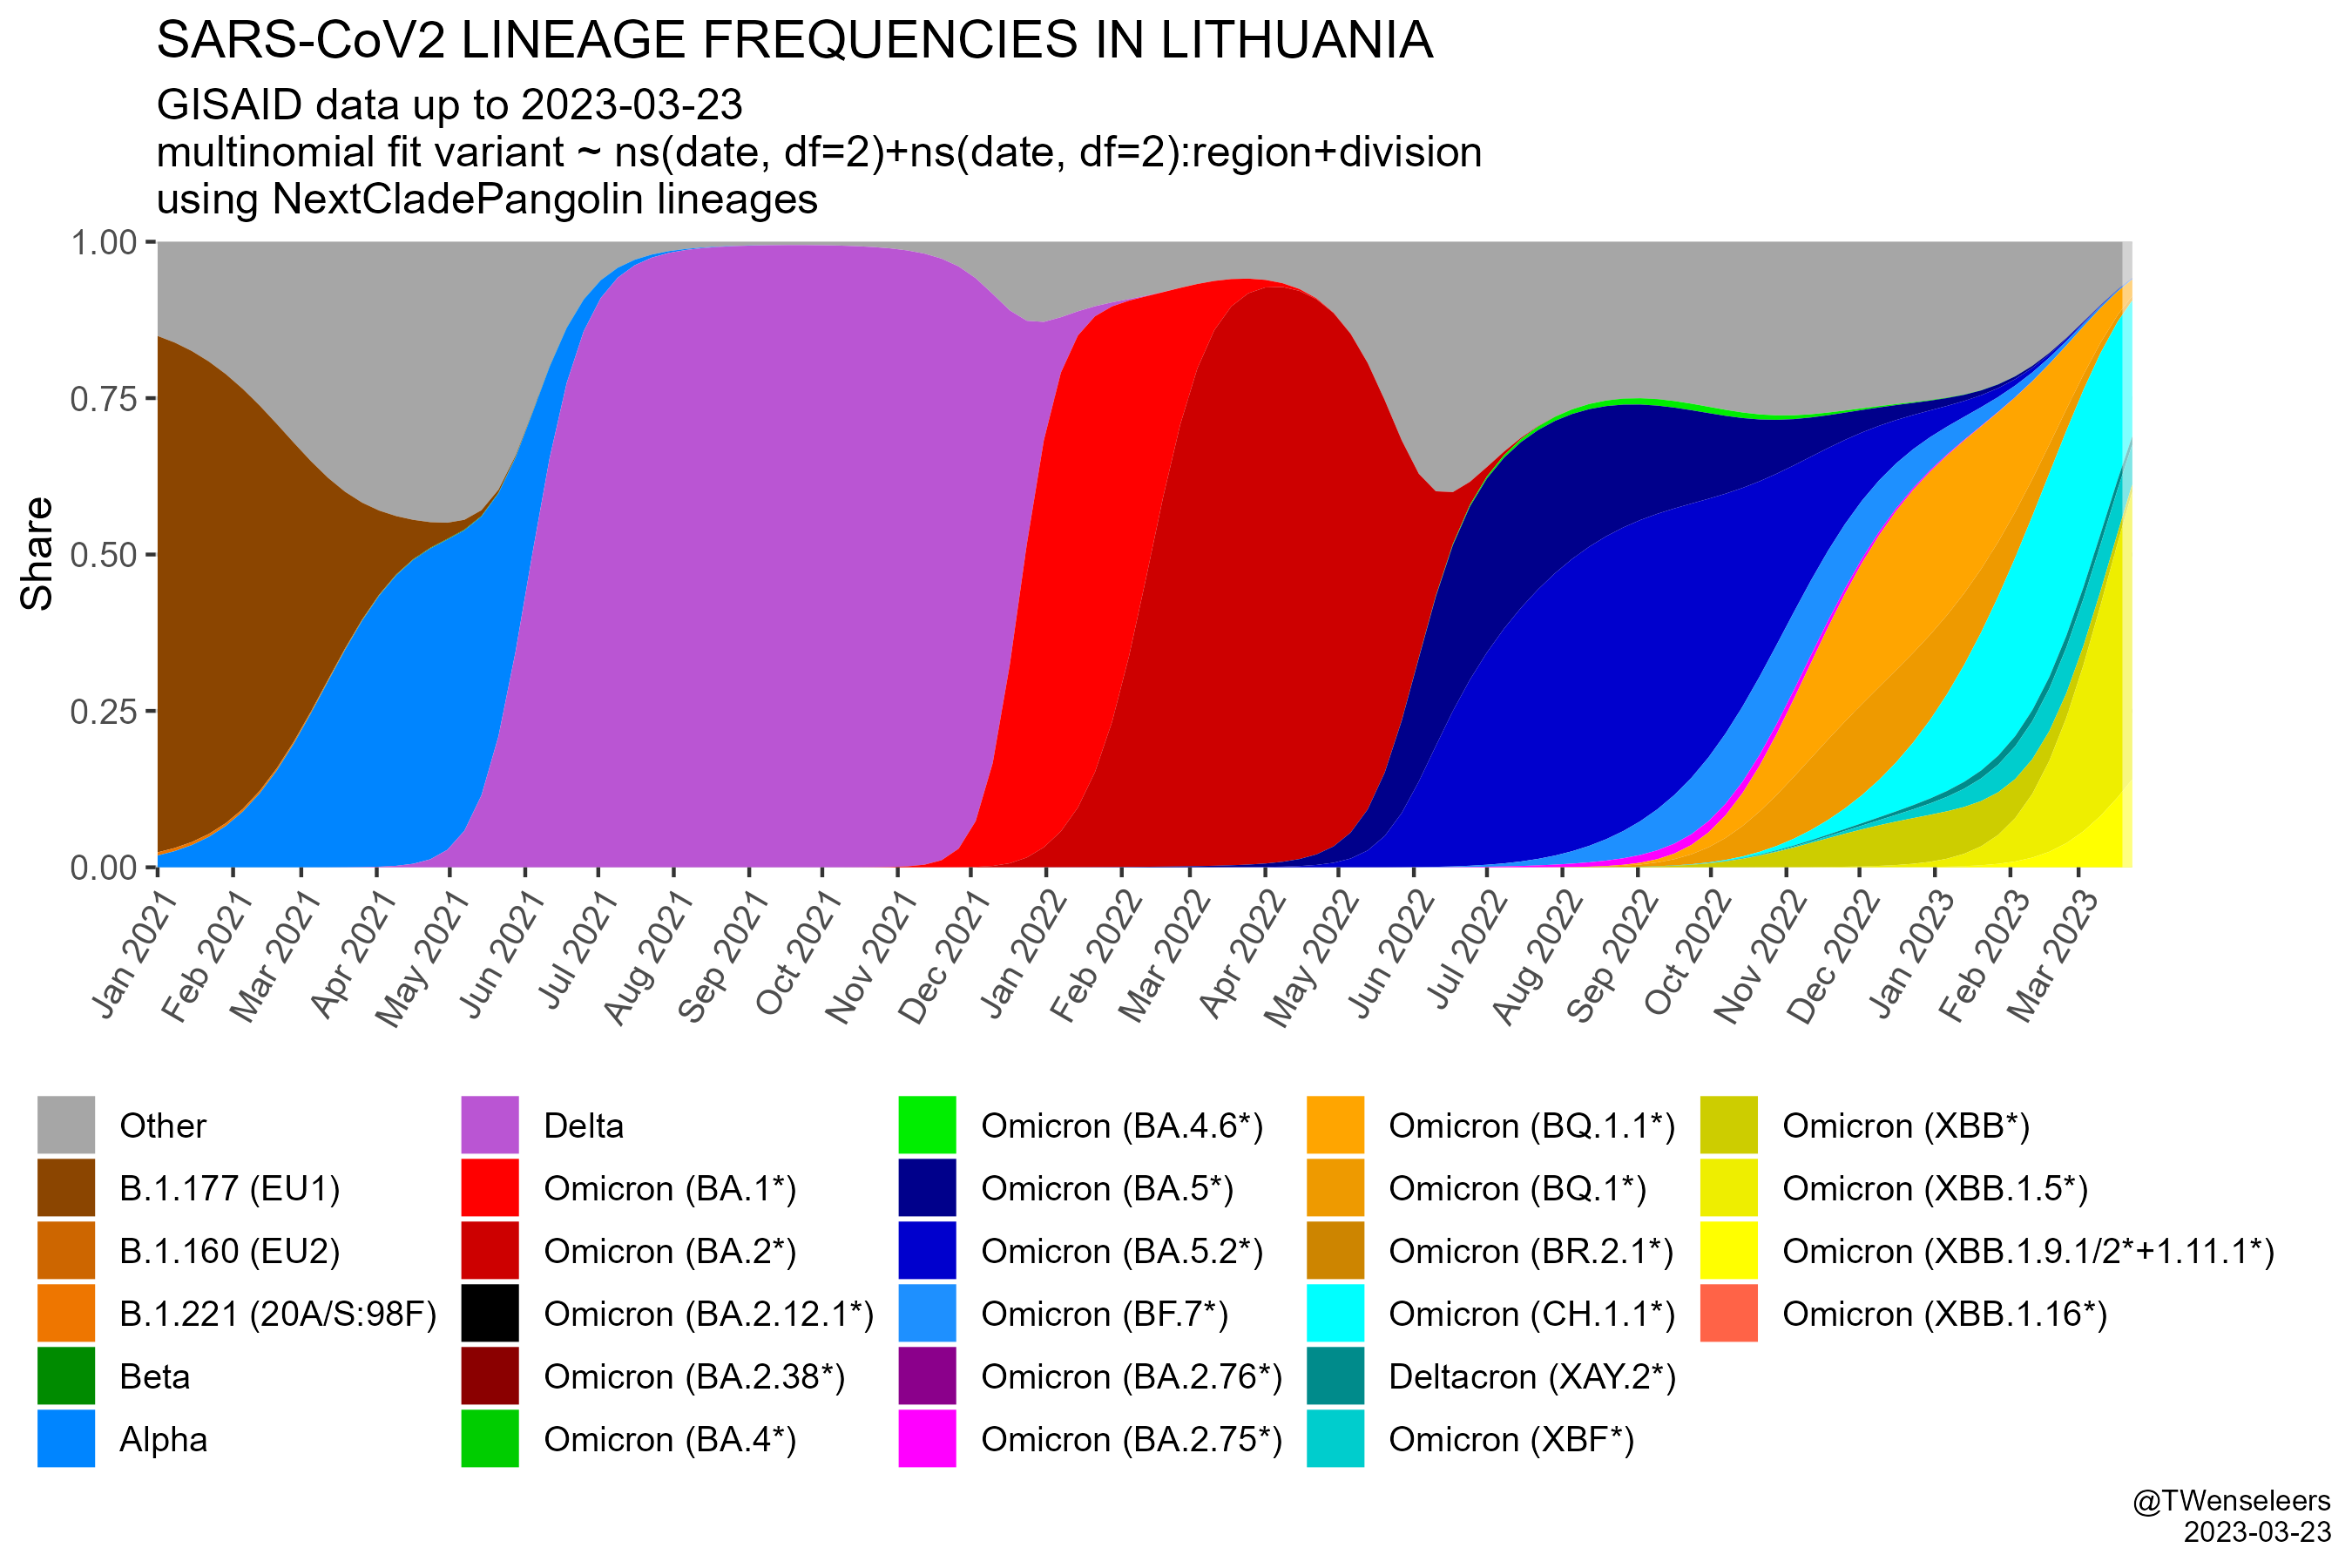 SARS-CoV2 LINEAGE FREQUENCIES IN LITHUANIA
GISAID data up to 2023-03-23
multinomial fit variant ~ ns(date, df=2)+ns(date, df=2):region+division
using NextCladePangolin lineages
Share
1.00
0.75
0.50
0.25
0.00
Jan 2021
Feb 2021
Mar 2021
Apr 2021
May 2021
Jun 2021
Jul 2021
Aug 2021
Sep 2021
Oct 2021
Nov 2021
Dec 2021
Jan 2022
Feb 2022
Mar 2022
Apr 2022
May 2022
Jun 2022
Jul 2022
Aug 2022
Sep 2022
Oct 2022
Nov 2022
Dec 2022
Jan 2023
Feb 2023
Mar 2023
Other
B.1.177 (EU1)
B.1.160 (EU2)
B.1.221 (20A/S:98F)
Beta
Alpha
Delta
Omicron (BA.1*)
Omicron (BA.2*)
Omicron (BA.2.12.1*)
Omicron (BA.2.38*)
Omicron (BA.4*)
Omicron (BA.4.6*)
Omicron (BA.5*)
Omicron (BA.5.2*)
Omicron (BF.7*)
Omicron (BA.2.76*)
Omicron (BA.2.75*)
Omicron (BQ.1.1*)
Omicron (BQ.1*)
Omicron (BR.2.1*)
Omicron (CH.1.1*)
Deltacron (XAY.2*)
Omicron (XBF*)
Omicron (XBB*)
Omicron (XBB.1.5*)
Omicron (XBB.1.9.1/2*+1.11.1*)
Omicron (XBB.1.16*)
@TWenseleers
2023-03-23